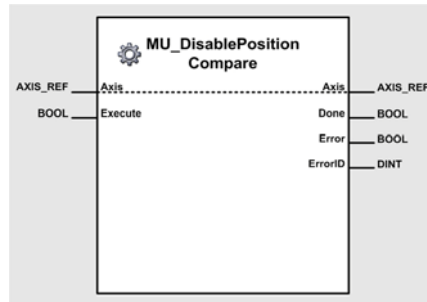 MU_DisablePosition
Compare
AXIS_REF Axis Axis AXIS_REF
BOOL Execute Done BOOL
Error BOOL
ErrorID DINT